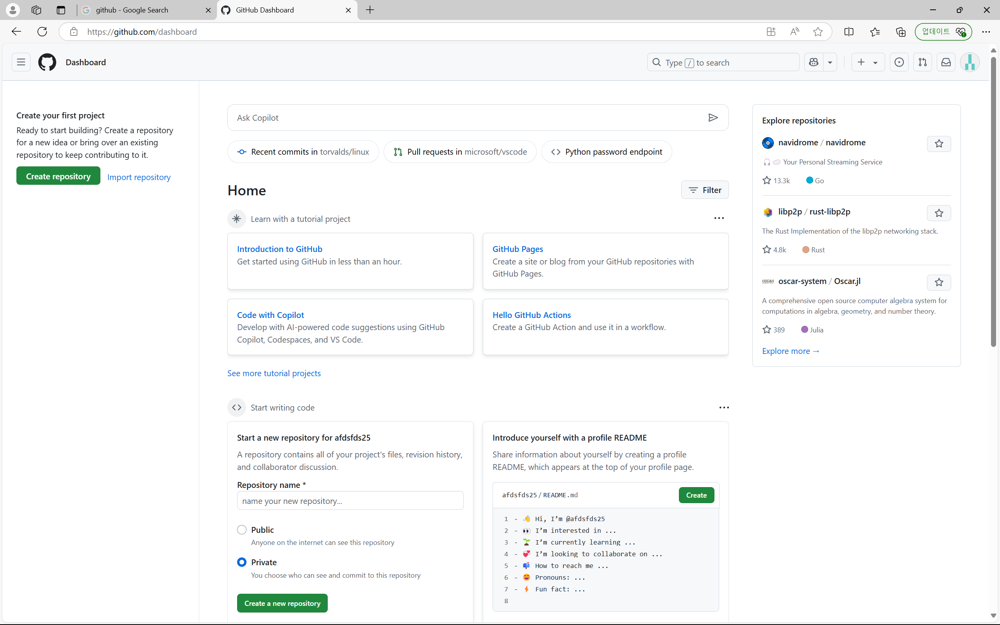 github - Google Search
GitHub Dashboard
https://github.com/dashboard
업데이트
Dashboard
Type / to search
Create your first project
Ready to start building? Create a repository
for a new idea or bring over an existing
repository to keep contributing to it.
Create repository
Import repository
Ask Copilot
Recent commits in torvalds/linux
Pull requests in microsoft/vscode
Python password endpoint
Home
Filter
Learn with a tutorial project
Introduction to GitHub
Get started using GitHub in less than an hour.
GitHub Pages
Create a site or blog from your GitHub repositories with
GitHub Pages.
Code with Copilot
Develop with AI-powered code suggestions using GitHub
Copilot, Codespaces, and VS Code.
Hello GitHub Actions
Create a GitHub Action and use it in a workflow.
See more tutorial projects
Start writing code
Start a new repository for afdsfds25
A repository contains all of your project's files, revision history,
and collaborator discussion.
Repository name *
name your new repository...
Public
Anyone on the internet can see this repository
Private
You choose who can see and commit to this repository
Create a new repository
Introduce yourself with a profile README
Share information about yourself by creating a profile
README, which appears at the top of your profile page.
afdsfds25 / README.md
Create
1 - 👋 Hi, I’m @afdsfds25
2 - 👀 I’m interested in ...
3 - 🌱 I’m currently learning ...
4 - 💞️ I’m looking to collaborate on ...
5 - 📫 How to reach me ...
6 - 😄 Pronouns: ...
7 - ⚡ Fun fact: ...
8
Explore repositories
navidrome / navidrome
🎧☁️ Your Personal Streaming Service
13.3k
Go
libp2p / rust-libp2p
The Rust Implementation of the libp2p networking stack.
4.8k
Rust
OSCAR
oscar-system / Oscar.jl
A comprehensive open source computer algebra system for
computations in algebra, geometry, and number theory.
389
Julia
Explore more →